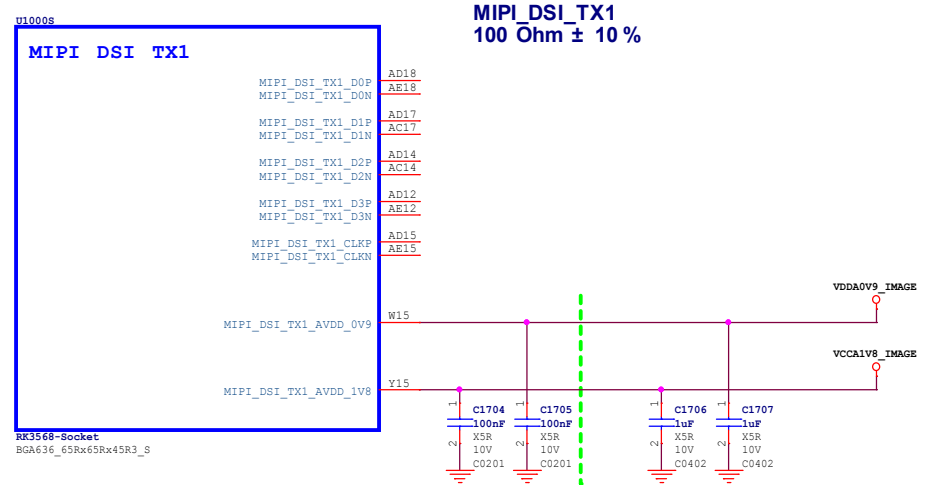 U1000S
MIPI_DSI_TX1
100 Ohm ± 10 %
MIPI DSI TX1
MIPI_DSI_TX1_D0P AD18
MIPI_DSI_TX1_D0N AE18
MIPI_DSI_TX1_D1P AD17
MIPI_DSI_TX1_D1N AC17
MIPI_DSI_TX1_D2P AD14
MIPI_DSI_TX1_D2N AC14
MIPI_DSI_TX1_D3P AD12
MIPI_DSI_TX1_D3N AE12
MIPI_DSI_TX1_CLKP AD15
MIPI_DSI_TX1_CLKN AE15
VDDA0V9_IMAGE
MIPI_DSI_TX1_AVDD_0V9 W15
VCCA1V8_IMAGE
MIPI_DSI_TX1_AVDD_1V8 Y15
1 C1704 1 C1705 1 C1706 1 C1707
100nF 100nF 1uF 1uF
X5R X5R X5R X5R
2 10V 2 10V 2 10V 2 10V
C0201 C0201 C0402 C0402
RK3568-Socket
BGA636_65Rx65Rx45R3_S